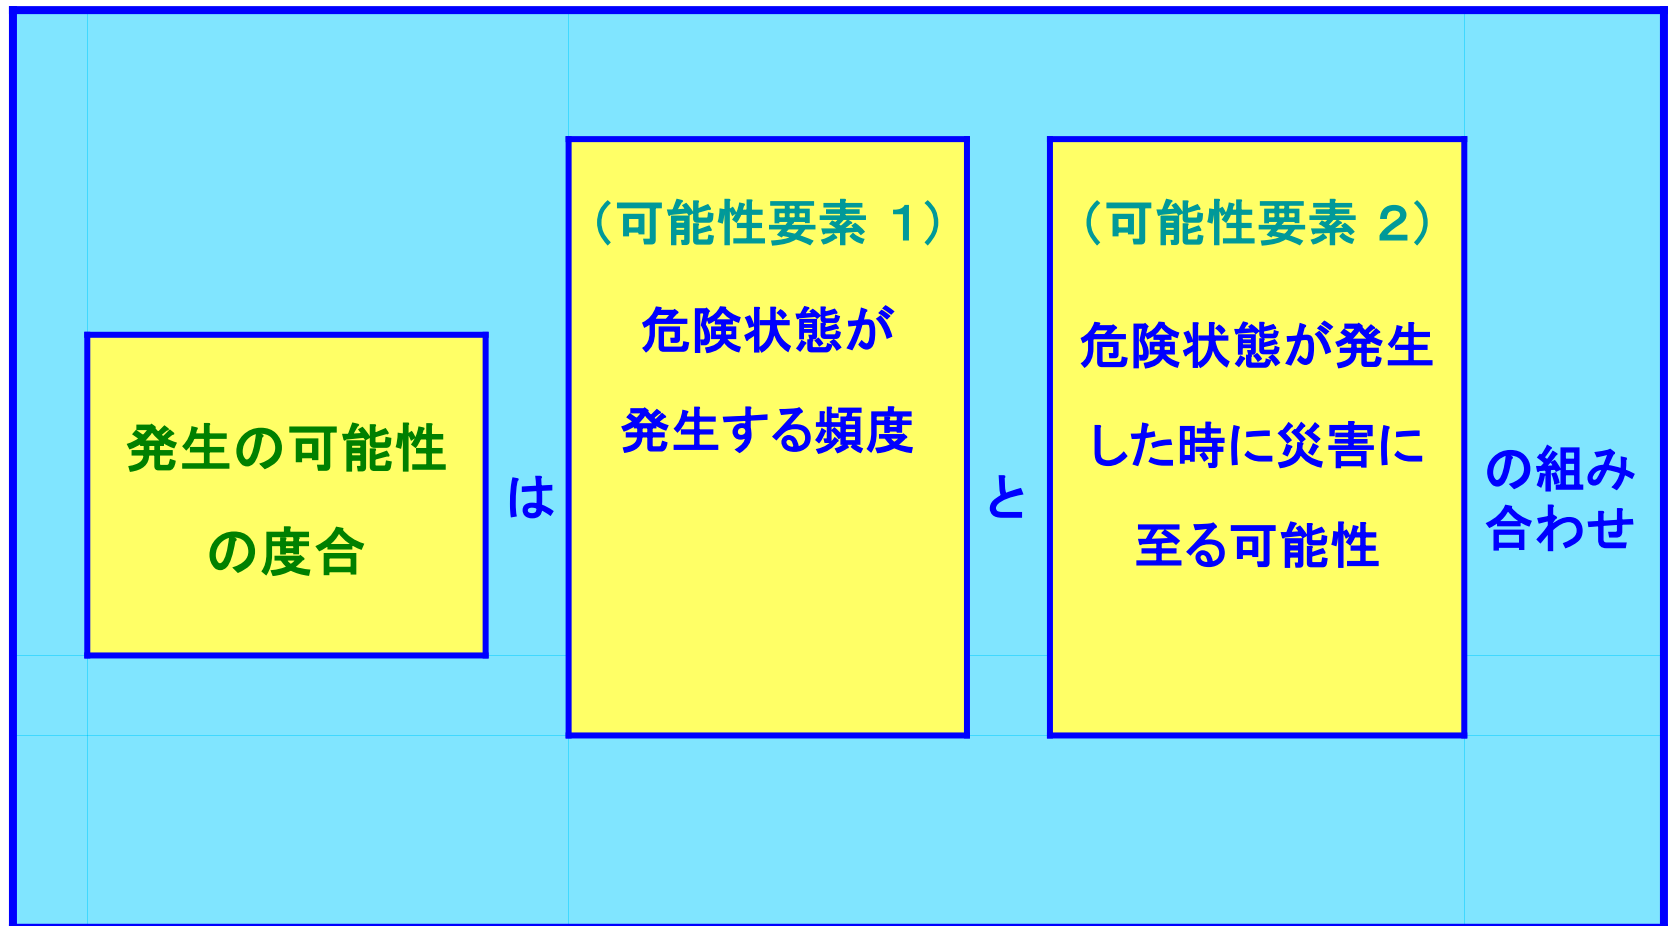 発生の可能性
の度合
は
（可能性要素 1）
危険状態が
発生する頻度
と
（可能性要素 2）
危険状態が発生
した時に災害に
至る可能性
の組み
合わせ